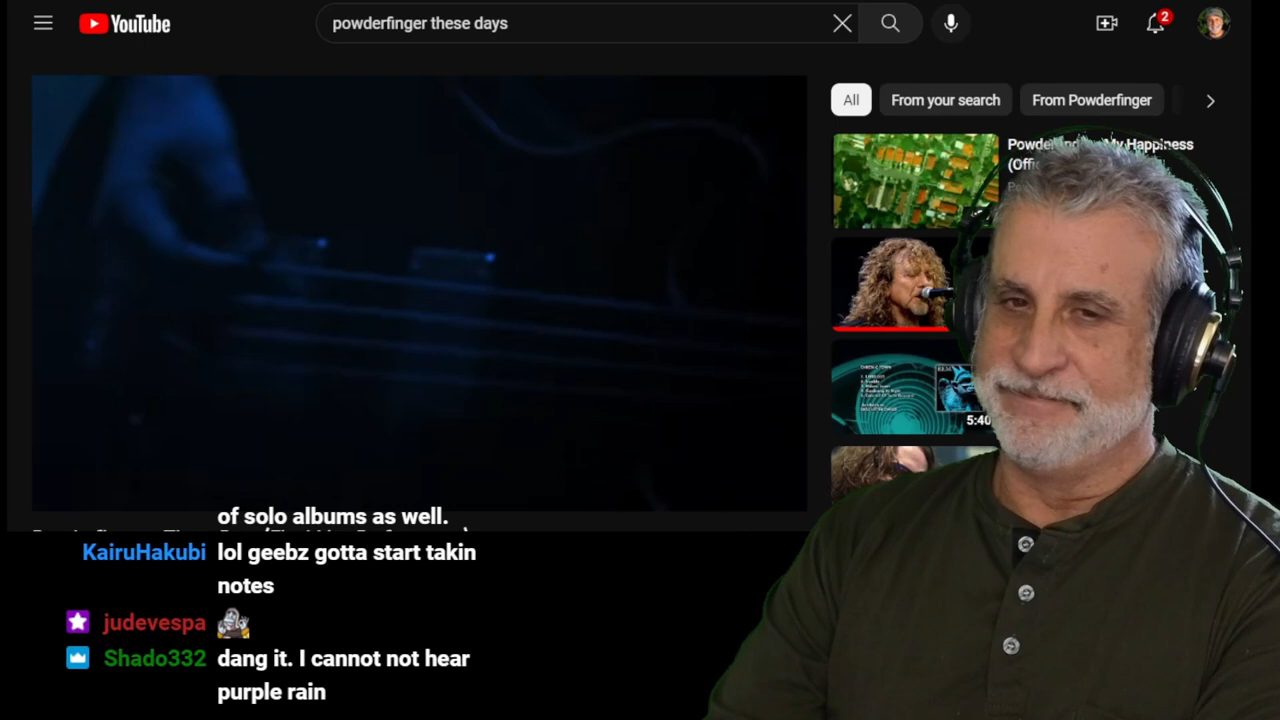 YouTube
powderfinger these days
2
All
From your search
From Powderfinger
My Happiness
5:40
of solo albums as well.
KairuHakubi lol geebz gotta start takin
notes
judevespa
Shado332 dang it. I cannot not hear
purple rain